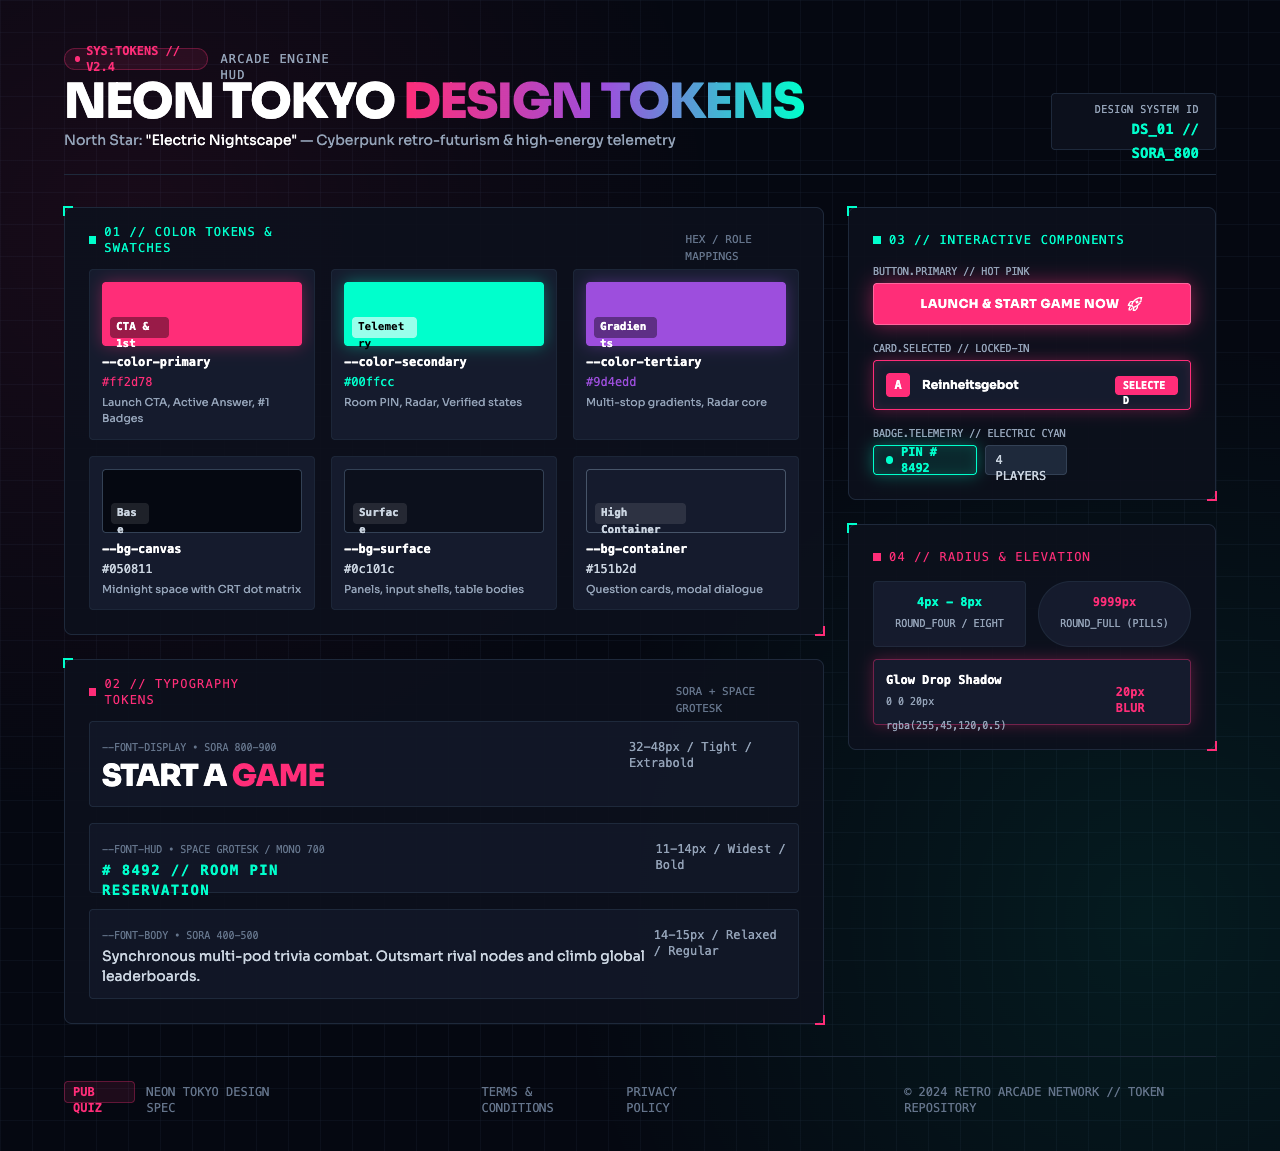 SYS:TOKENS //
V2.4
ARCADE ENGINE
HUD
NEON TOKYO DESIGN TOKENS
North Star: "Electric Nightscape" — Cyberpunk retro-futurism & high-energy telemetry
DESIGN SYSTEM ID
DS_01 //
SORA_800
01 // COLOR TOKENS &
SWATCHES
HEX / ROLE
MAPPINGS
CTA &
1st
--color-primary
#ff2d78
Launch CTA, Active Answer, #1
Badges
Telemet
ry
--color-secondary
#00ffcc
Room PIN, Radar, Verified states
Gradien
ts
--color-tertiary
#9d4edd
Multi-stop gradients, Radar core
Bas
e
--bg-canvas
#050811
Midnight space with CRT dot matrix
Surfac
e
--bg-surface
#0c101c
Panels, input shells, table bodies
High
Container
--bg-container
#151b2d
Question cards, modal dialogue
02 // TYPOGRAPHY
TOKENS
SORA + SPACE
GROTESK
--FONT-DISPLAY • SORA 800-900
START A GAME
32-48px / Tight /
Extrabold
--FONT-HUD • SPACE GROTESK / MONO 700
# 8492 // ROOM PIN
RESERVATION
11-14px / Widest /
Bold
--FONT-BODY • SORA 400-500
Synchronous multi-pod trivia combat. Outsmart rival nodes and climb global
leaderboards.
14-15px / Relaxed
/ Regular
03 // INTERACTIVE COMPONENTS
BUTTON.PRIMARY // HOT PINK
LAUNCH & START GAME NOW
CARD.SELECTED // LOCKED-IN
A
Reinheitsgebot
SELECTE
D
BADGE.TELEMETRY // ELECTRIC CYAN
PIN #
8492
4
PLAYERS
04 // RADIUS & ELEVATION
4px — 8px
ROUND_FOUR / EIGHT
9999px
ROUND_FULL (PILLS)
Glow Drop Shadow
0 0 20px
rgba(255,45,120,0.5)
20px
BLUR
PUB
QUIZ
NEON TOKYO DESIGN
SPEC
TERMS &
CONDITIONS
PRIVACY
POLICY
© 2024 RETRO ARCADE NETWORK // TOKEN
REPOSITORY